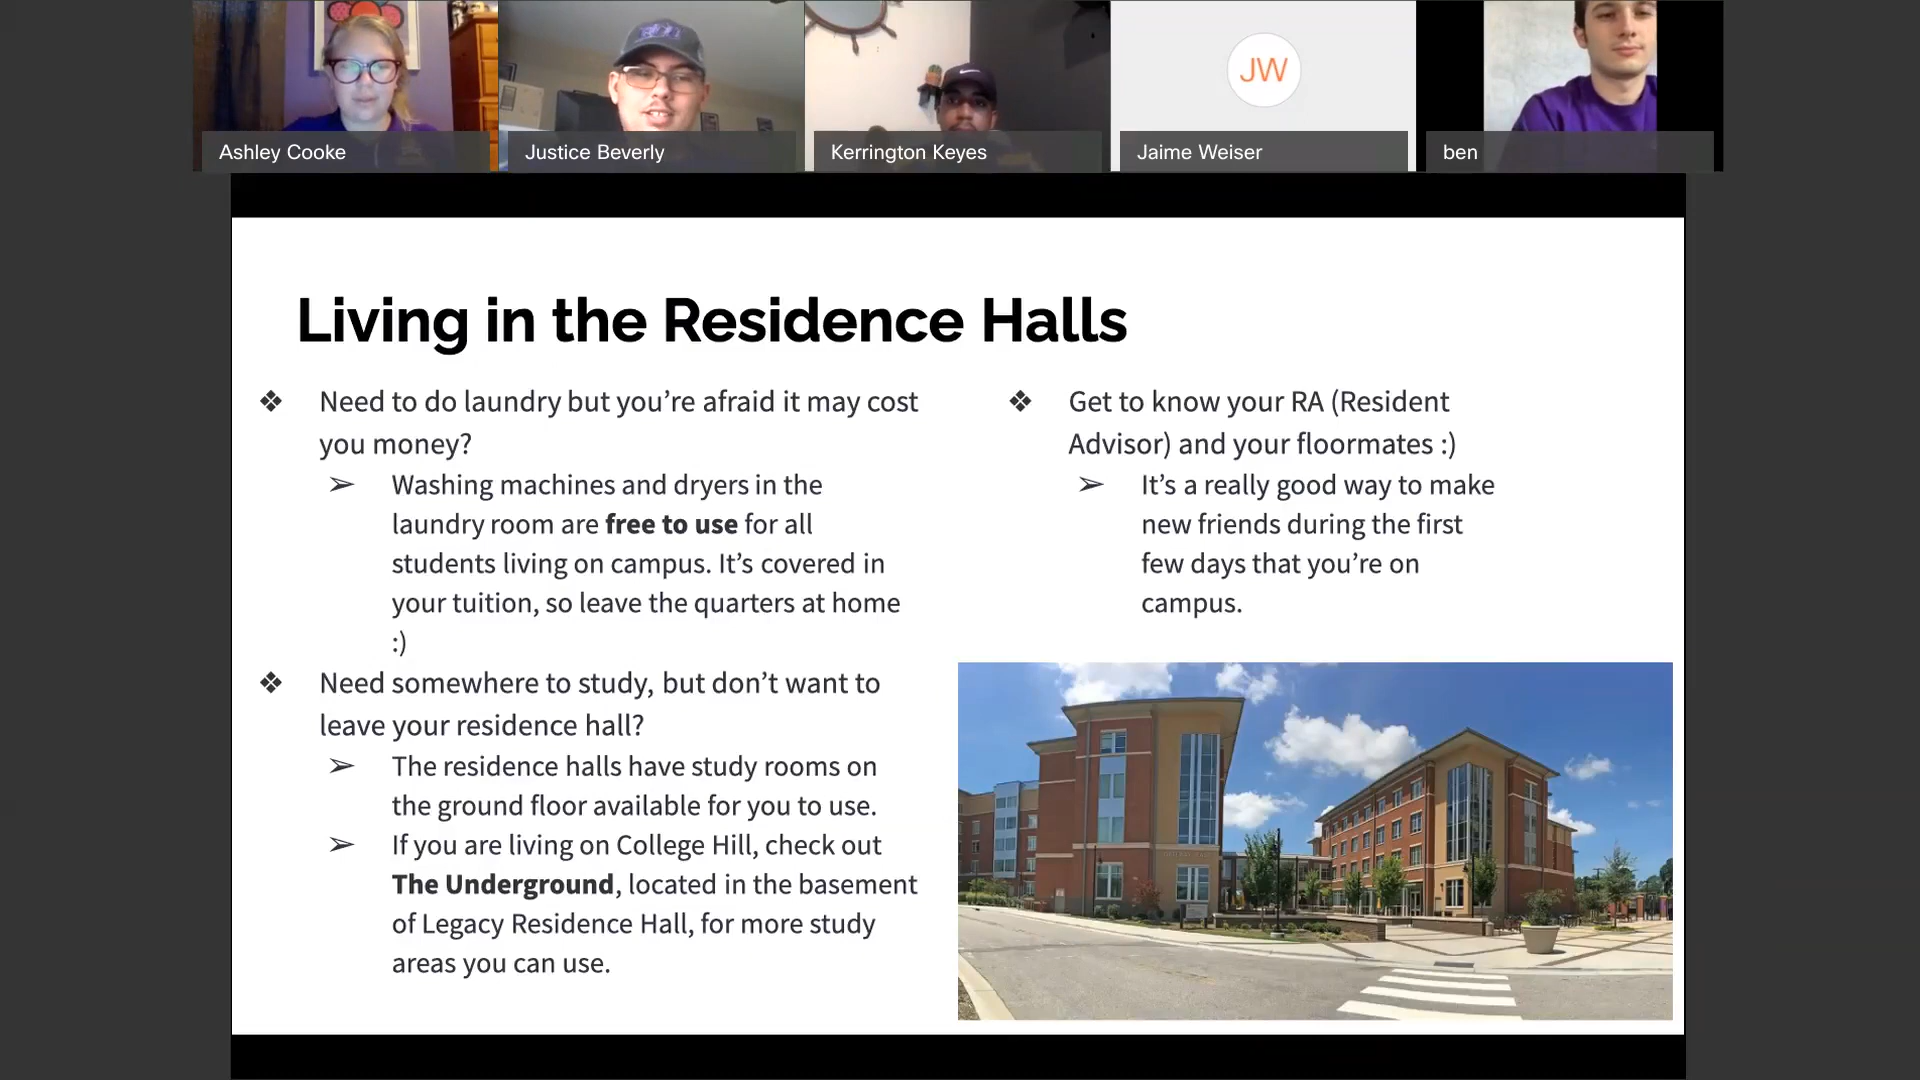 Ashley Cooke
Justice Beverly
Kerrington Keyes
JW
Jaime Weiser
ben
Living in the Residence Halls
❖ Need to do laundry but you’re afraid it may cost
you money?
➢ Washing machines and dryers in the
laundry room are free to use for all
students living on campus. It’s covered in
your tuition, so leave the quarters at home
:)
❖ Need somewhere to study, but don’t want to
leave your residence hall?
➢ The residence halls have study rooms on
the ground floor available for you to use.
➢ If you are living on College Hill, check out
The Underground, located in the basement
of Legacy Residence Hall, for more study
areas you can use.
❖ Get to know your RA (Resident
Advisor) and your floormates :)
➢ It’s a really good way to make
new friends during the first
few days that you’re on
campus.